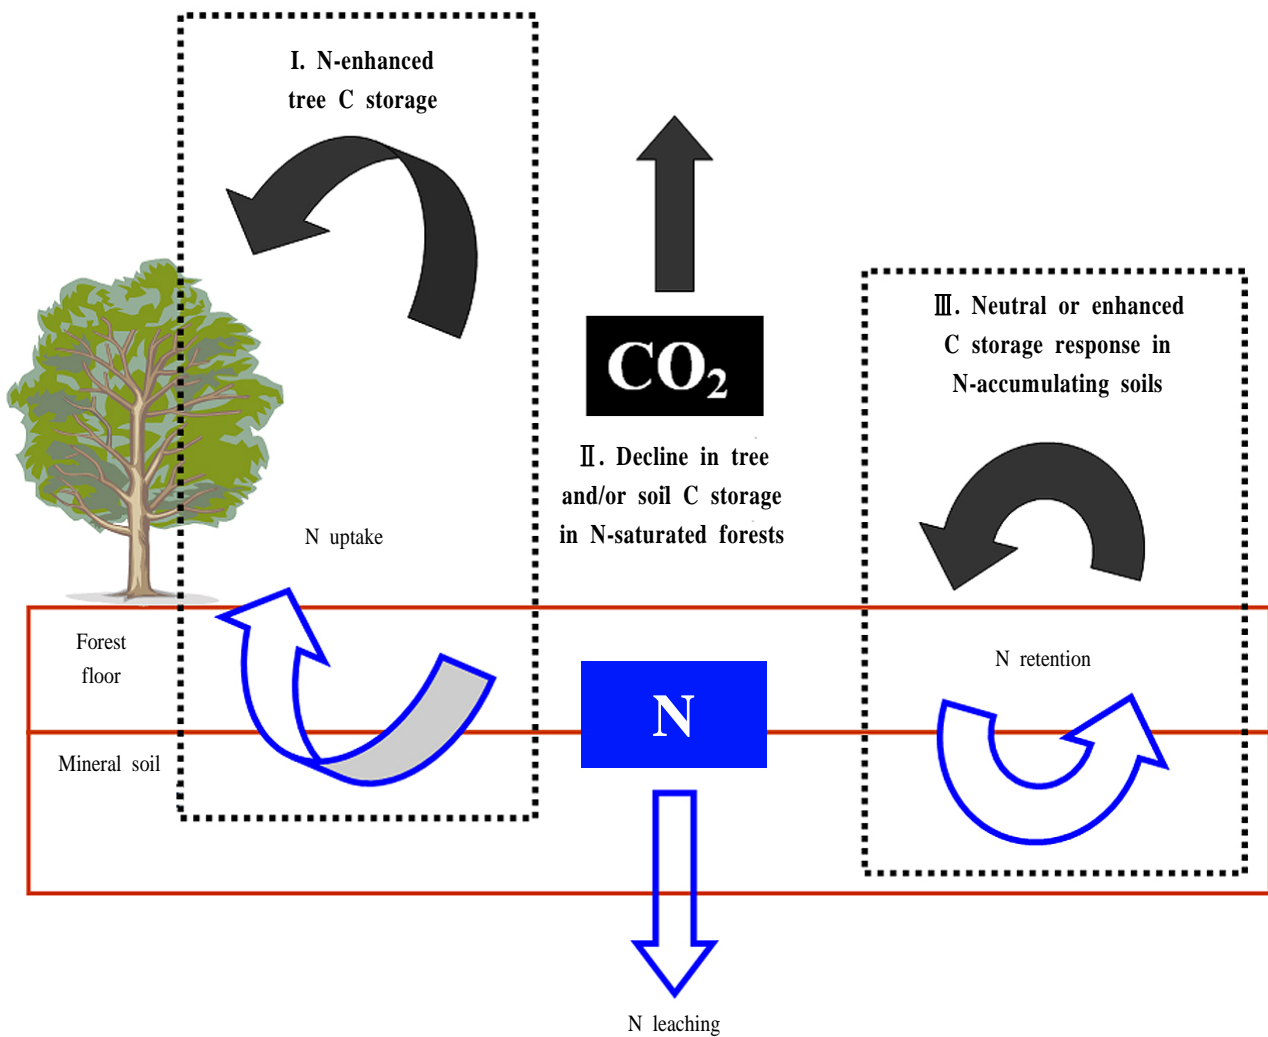 I. N-enhanced
tree C storage
CO₂
Ⅱ. Decline in tree
and/or soil C storage
in N-saturated forests
Ⅲ. Neutral or enhanced
C storage response in
N-accumulating soils
N uptake
Forest
floor
Mineral soil
N
N retention
N leaching